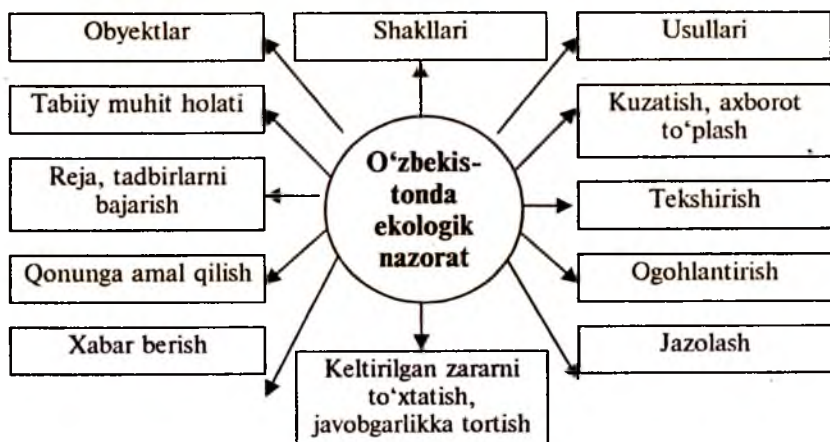 Obyektlar
Shakllari
Usullari
Tabiiy muhit holati
Kuzatish, axborot
to‘plash
Reja, tadbirlarni
bajarish
O‘zbekis-
tonda
ekologik
nazorat
Tekshirish
Qonunga amal qilish
Ogohlantirish
Xabar berish
Keltirilgan zararni
to‘xtatish,
javobgarlikka tortish
Jazolash